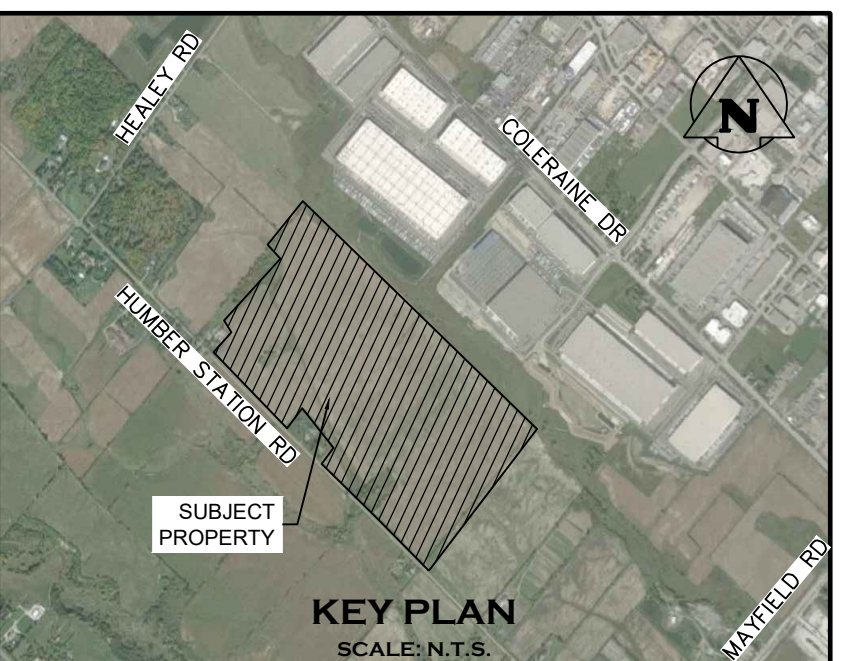 HEALEY RD
COLERAINE DR
N
HUMBER STATION RD
SUBJECT
PROPERTY
KEY PLAN
SCALE: N.T.S.
MAYFIELD RD